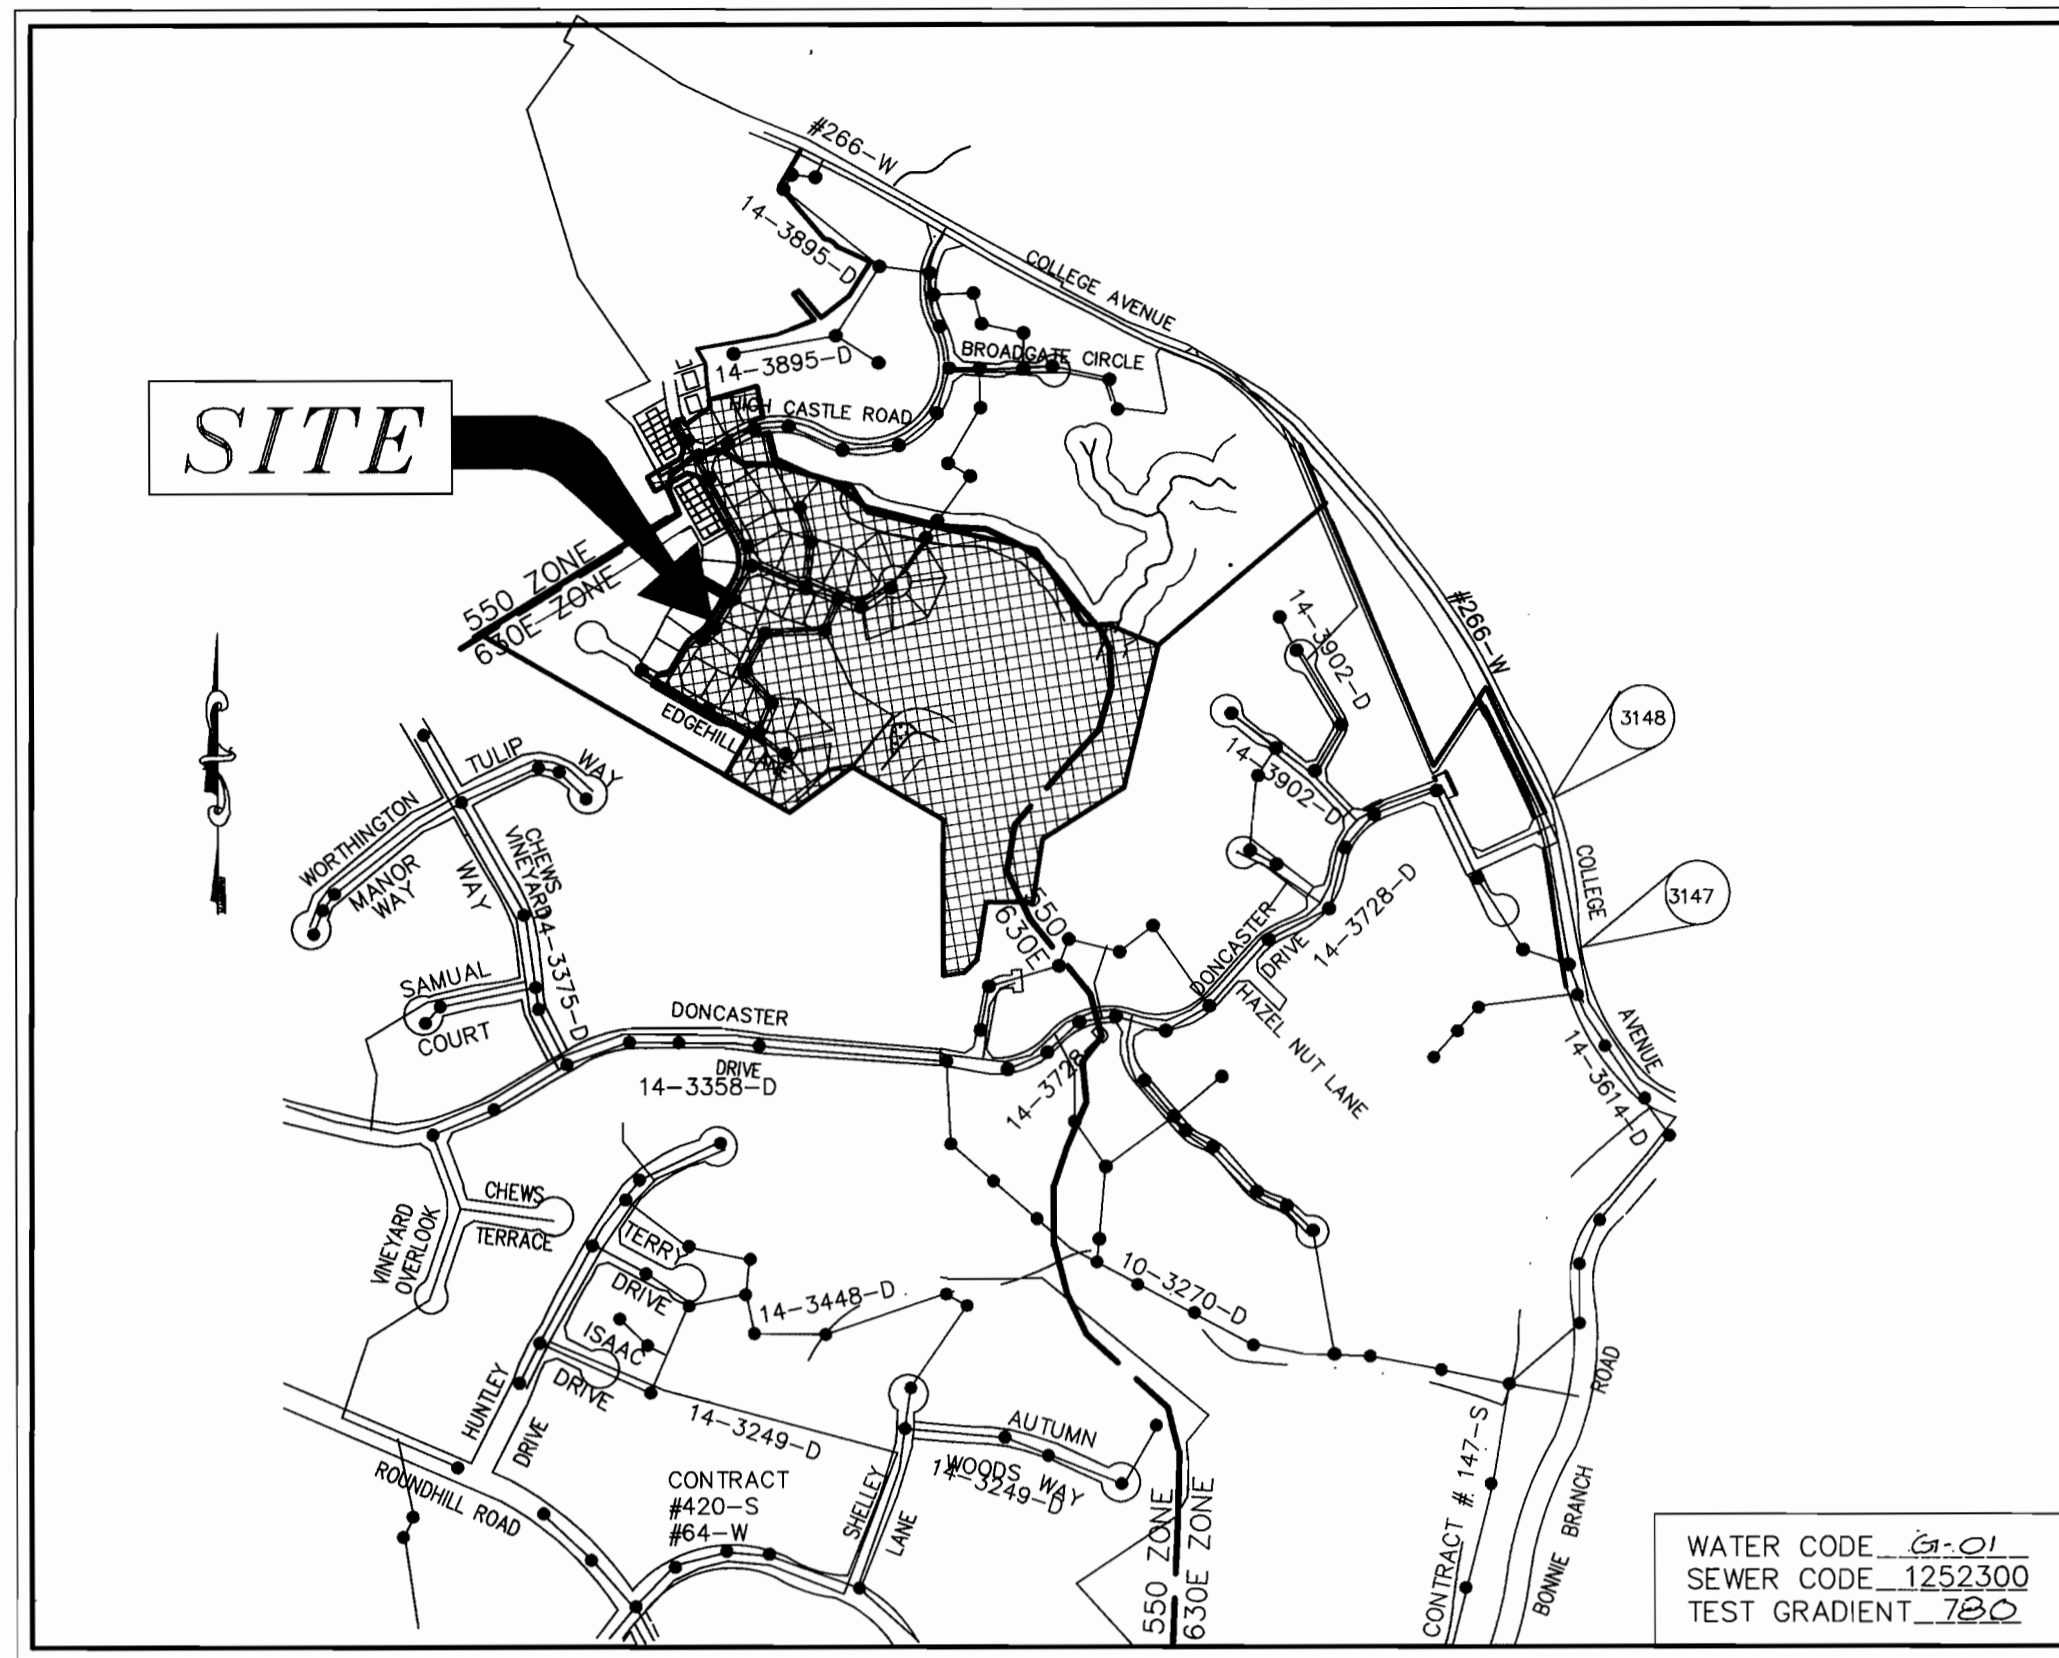 #266-W
14-3895-D
COLLEGE AVENUE
BROADGATE CIRCLE
14-3895-D
HIGH CASTLE ROAD
SITE
550 ZONE
630E ZONE
#266-W
14-3902-D
3148
EDGEHILL
LANE
14-3902-D
TULIP WAY
WORTHINGTON
MANOR
WAY
CHEWS
VINEYARD
WAY
14-3375-D
COLLEGE
3147
550
630E
14-3728-D
DONCASTER
DRIVE
SAMUAL
COURT
HAZEL NUT LANE
DONCASTER
DRIVE
14-3358-D
14-3728
AVENUE
14-3614-D
CHEWS
TERRACE
VINEYARD
OVERLOOK
TERRY
DRIVE
14-3448-D
10-3270-D
ISAAC
DRIVE
HUNTLEY
DRIVE
14-3249-D
AUTUMN
WOODS WAY
14-3249-D
ROUNDHILL ROAD
CONTRACT
#420-S
#64-W
SHELLEY
LANE
550 ZONE
630E ZONE
CONTRACT # 147-S
BONNIE BRANCH ROAD
WATER CODE G-01
SEWER CODE 1252300
TEST GRADIENT 780